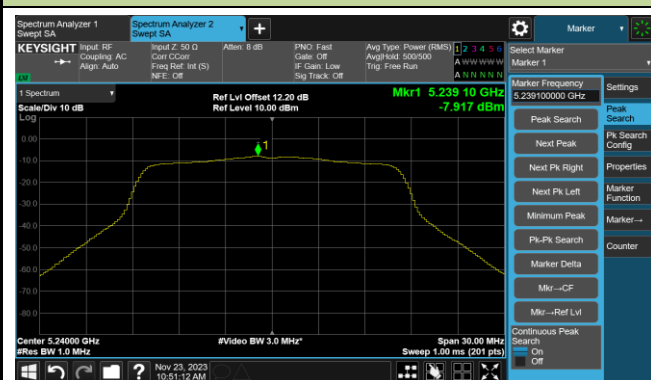 Spectrum Analyzer 1
Swept SA
Spectrum Analyzer 2
Swept SA
Marker
KEYSIGHT
Input: RF
Coupling: AC
Align: Auto
Input Z: 50 Ω
Corr CCorr
Freq Ref: Int (S)
NFE: Off
Atten: 8 dB
PNO: Fast
Gate: Off
IF Gain: Low
Sig Track: Off
Avg Type: Power (RMS)
Avg|Hold: 500/500
Trig: Free Run
1 2 3 4 5 6
A W W W W W
A N N N N N
LVI
Select Marker
Marker 1
1 Spectrum
Scale/Div 10 dB
Log
Ref Lvl Offset 12.20 dB
Ref Level 10.00 dBm
Mkr1 5.239 10 GHz
-7.917 dBm
1
0.00
-10.0
-20.0
-30.0
-40.0
-50.0
-60.0
-70.0
-80.0
Center 5.24000 GHz
#Res BW 1.0 MHz
#Video BW 3.0 MHz*
Span 30.00 MHz
Sweep 1.00 ms (201 pts)
Marker Frequency
5.239100000 GHz
Peak Search
Next Peak
Next Pk Right
Next Pk Left
Minimum Peak
Pk-Pk Search
Marker Delta
Mkr→CF
Mkr→Ref Lvl
Continuous Peak
Search
On
Off
Settings
Peak
Search
Pk Search
Config
Properties
Marker
Function
Marker→
Counter
?
Nov 23, 2023
10:51:12 AM